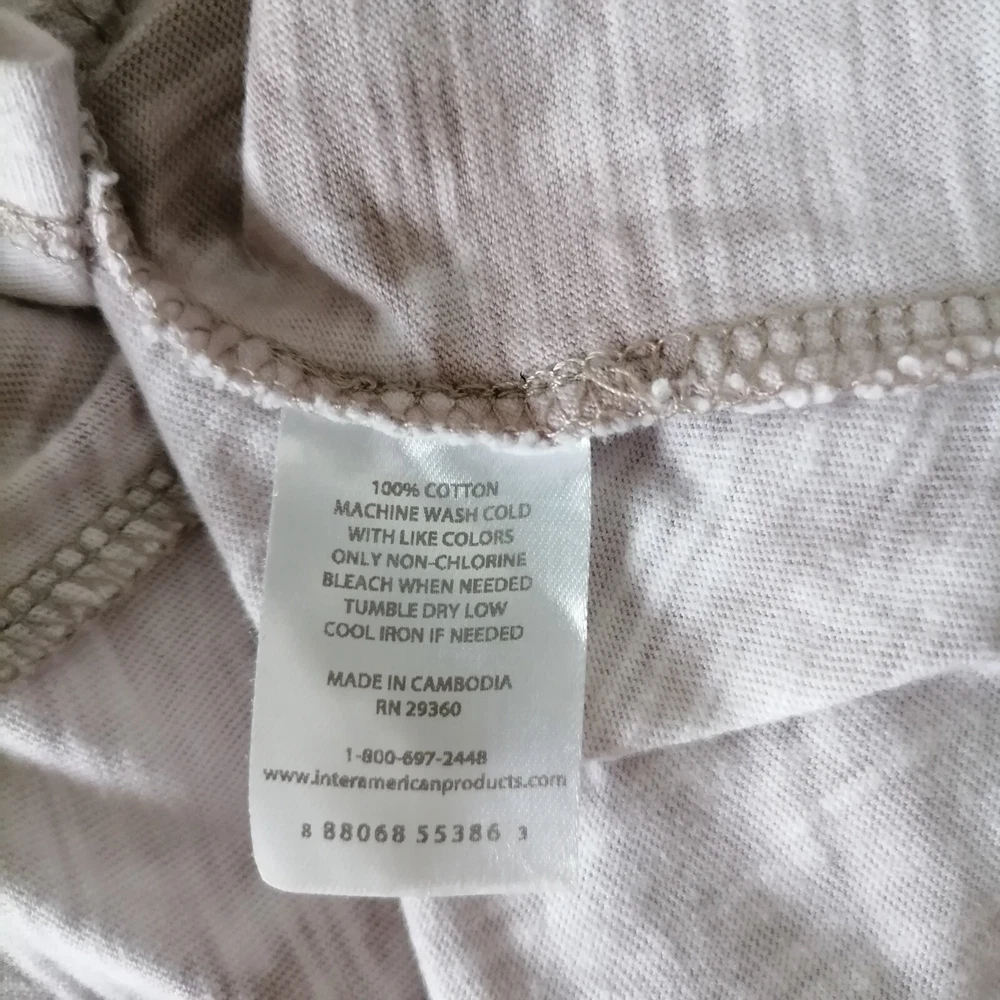 100% COTTON
MACHINE WASH COLD
WITH LIKE COLORS
ONLY NON-CHLORINE
BLEACH WHEN NEEDED
TUMBLE DRY LOW
COOL IRON IF NEEDED
MADE IN CAMBODIA
RN 29360
1-800-697-2448
www.interamericanproducts.com
8 88068 55386 3